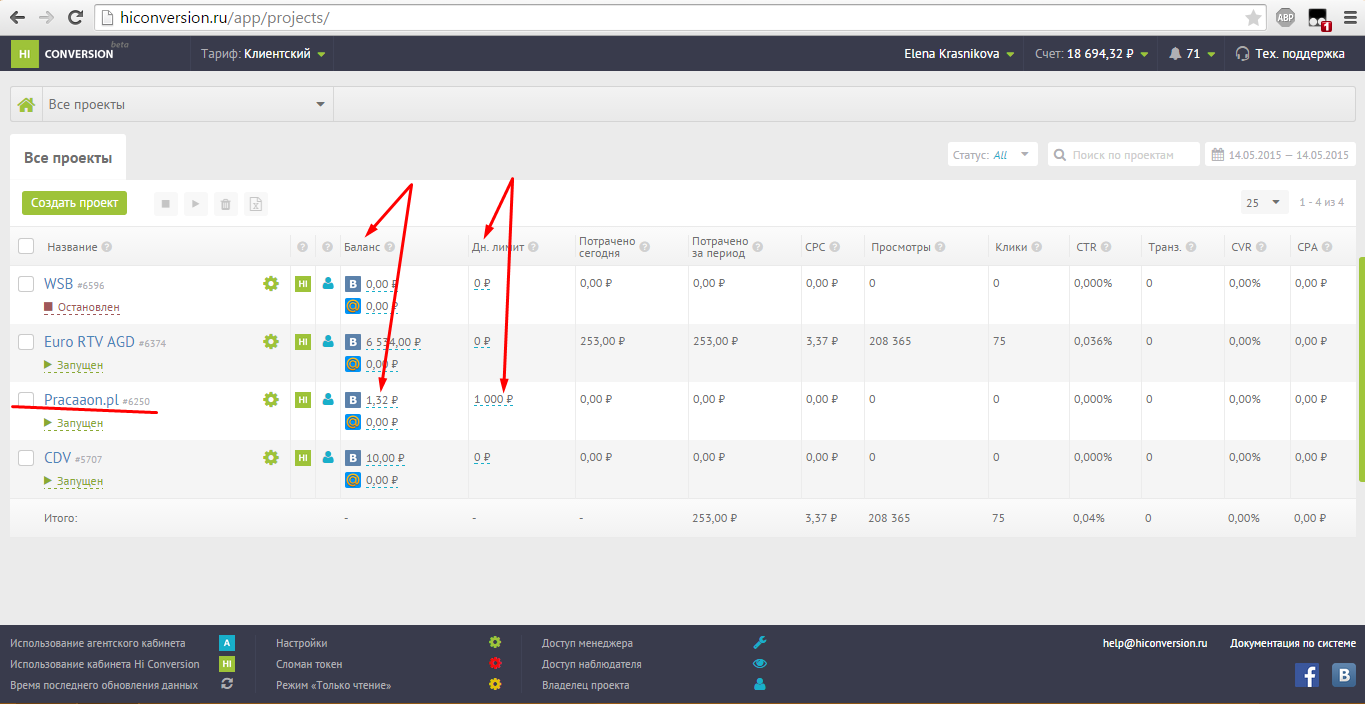 hiconversion.ru/app/projects/
ABP
1
HI CONVERSION beta
Тариф: Клиентский
Elena Krasnikova
Счет: 18 694,32 ₽
71
Тех. поддержка
Все проекты
Все проекты
Статус: All
Поиск по проектам
14.05.2015 — 14.05.2015
Создать проект
25
1 - 4 из 4
Название ? ? ? Баланс ? Дн. лимит ? Потрачено сегодня ? Потрачено за период ? CPC ? Просмотры ? Клики ? CTR ? Транз. ? CVR ? CPA ?
WSB #6596 HI B 0,00 ₽ 0 ₽ 0,00 ₽ 0,00 ₽ 0,00 ₽ 0 0 0,000% 0 0,00% 0,00 ₽
Остановлен @ 0,00 ₽
Euro RTV AGD #6374 HI B 6 534,00 ₽ 0 ₽ 253,00 ₽ 253,00 ₽ 3,37 ₽ 208 365 75 0,036% 0 0,00% 0,00 ₽
Запущен @ 0,00 ₽
Pracaaon.pl #6250 HI B 1,32 ₽ 1 000 ₽ 0,00 ₽ 0,00 ₽ 0,00 ₽ 0 0 0,000% 0 0,00% 0,00 ₽
Запущен @ 0,00 ₽
CDV #5707 HI B 10,00 ₽ 0 ₽ 0,00 ₽ 0,00 ₽ 0,00 ₽ 0 0 0,000% 0 0,00% 0,00 ₽
Запущен @ 0,00 ₽
Итого: - - - 253,00 ₽ 3,37 ₽ 208 365 75 0,04% 0 0,00% 0,00 ₽
Использование агентского кабинета A
Использование кабинета Hi Conversion HI
Время последнего обновления данных
Настройки
Сломан токен
Режим «Только чтение»
Доступ менеджера
Доступ наблюдателя
Владелец проекта
help@hiconversion.ru
Документация по системе
f B